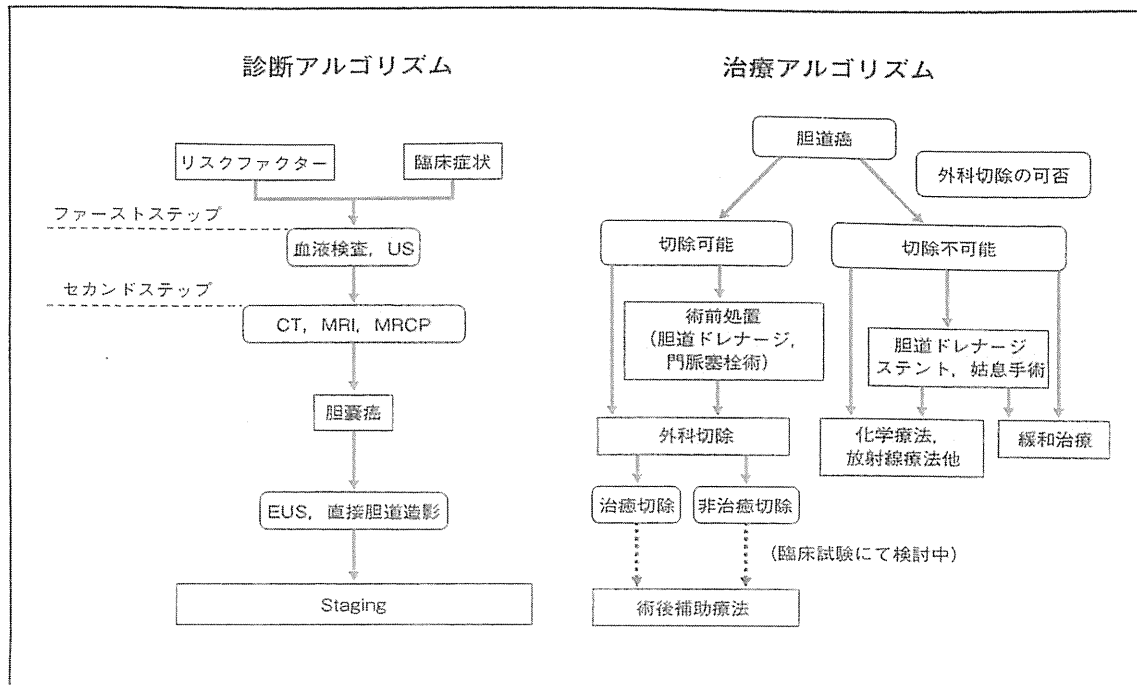 診断アルゴリズム
リスクファクター
臨床症状
ファーストステップ
血液検査，US
セカンドステップ
CT，MRI，MRCP
胆嚢癌
EUS，直接胆道造影
Staging
治療アルゴリズム
胆道癌
外科切除の可否
切除可能
切除不可能
術前処置
（胆道ドレナージ，
門脈塞栓術）
胆道ドレナージ
ステント，姑息手術
外科切除
化学療法，
放射線療法他
緩和治療
治癒切除
非治癒切除
（臨床試験にて検討中）
術後補助療法